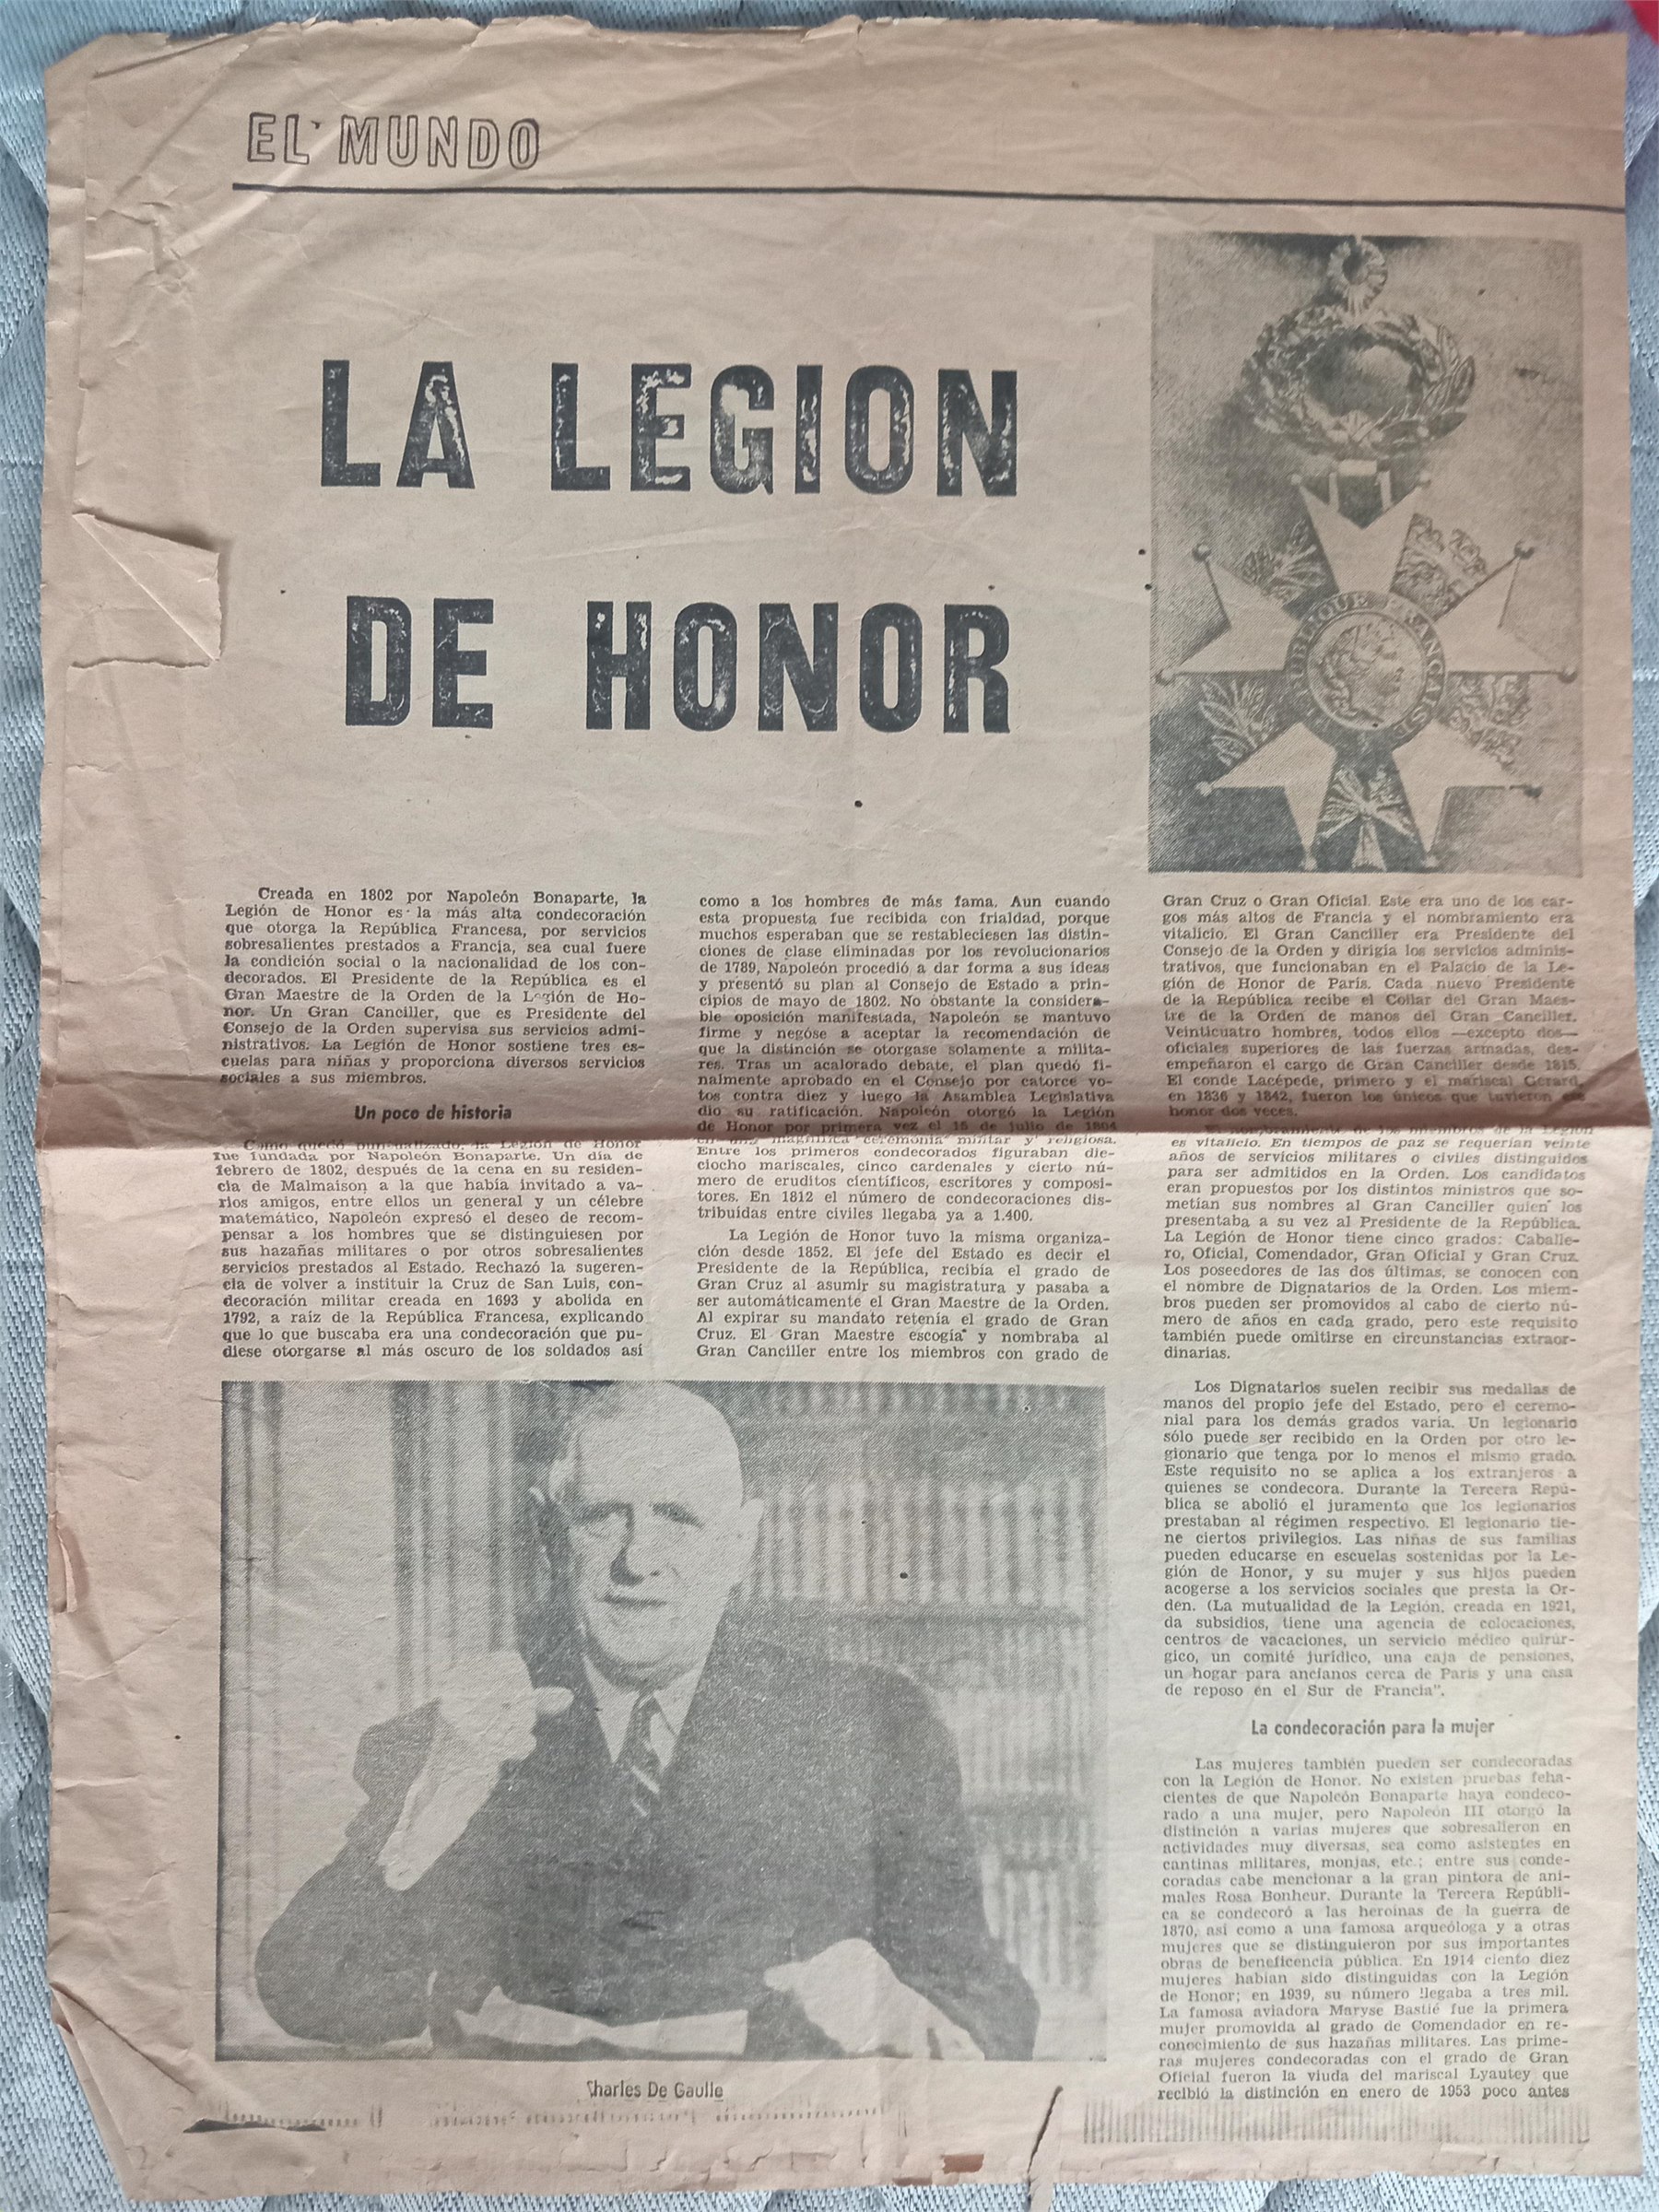 EL MUNDO
LA LEGION
DE HONOR
REPUBLIQUE FRANÇAISE
Creada en 1802 por Napoleón Bonaparte, la
Legión de Honor es la más alta condecoración
que otorga la República Francesa, por servicios
sobresalientes prestados a Francia, sea cual fuere
la condición social o la nacionalidad de los con-
decorados. El Presidente de la República es el
Gran Maestre de la Orden de la Legión de Ho-
nor. Un Gran Canciller, que es Presidente del
Consejo de la Orden supervisa sus servicios admi-
nistrativos. La Legión de Honor sostiene tres es-
cuelas para niñas y proporciona diversos servicios
sociales a sus miembros.
Un poco de historia
Como quedó puntualizado, la Legión de Honor
fue fundada por Napoleón Bonaparte. Un día de
febrero de 1802, después de la cena en su residen-
cia de Malmaison a la que había invitado a va-
rios amigos, entre ellos un general y un célebre
matemático, Napoleón expresó el deseo de recom-
pensar a los hombres que se distinguiesen por
sus hazañas militares o por otros sobresalientes
servicios prestados al Estado. Rechazó la sugeren-
cia de volver a instituir la Cruz de San Luis, con-
decoración militar creada en 1693 y abolida en
1792, a raíz de la República Francesa, explicando
que lo que buscaba era una condecoración que pu-
diese otorgarse al más oscuro de los soldados así
como a los hombres de más fama. Aun cuando
esta propuesta fue recibida con frialdad, porque
muchos esperaban que se restableciesen las distin-
ciones de clase eliminadas por los revolucionarios
de 1789, Napoleón procedió a dar forma a sus ideas
y presentó su plan al Consejo de Estado a prin-
cipios de mayo de 1802. No obstante la considera-
ble oposición manifestada, Napoleón se mantuvo
firme y negóse a aceptar la recomendación de
que la distinción se otorgase solamente a milita-
res. Tras un acalorado debate, el plan quedó fi-
nalmente aprobado en el Consejo por catorce vo-
tos contra diez y luego la Asamblea Legislativa
dio su ratificación. Napoleón otorgó la Legión
de Honor por primera vez el 15 de julio de 1804
en una magnífica ceremonia militar y religiosa.
Entre los primeros condecorados figuraban die-
ciocho mariscales, cinco cardenales y cierto nú-
mero de eruditos científicos, escritores y composi-
tores. En 1812 el número de condecoraciones dis-
tribuidas entre civiles llegaba ya a 1.400.
La Legión de Honor tuvo la misma organiza-
ción desde 1852. El jefe del Estado es decir el
Presidente de la República, recibía el grado de
Gran Cruz al asumir su magistratura y pasaba a
ser automáticamente el Gran Maestre de la Orden.
Al expirar su mandato retenía el grado de Gran
Cruz. El Gran Maestre escogía y nombraba al
Gran Canciller entre los miembros con grado de
Gran Cruz o Gran Oficial. Este era uno de los car-
gos más altos de Francia y el nombramiento era
vitalicio. El Gran Canciller era Presidente del
Consejo de la Orden y dirigía los servicios adminis-
trativos, que funcionaban en el Palacio de la Le-
gión de Honor de París. Cada nuevo Presidente
de la República recibe el Collar del Gran Maes-
tre de la Orden de manos del Gran Canciller.
Veinticuatro hombres, todos ellos —excepto dos—
oficiales superiores de las fuerzas armadas, des-
empeñaron el cargo de Gran Canciller desde 1815.
El conde Lacépede, primero y el mariscal Gerard,
en 1836 y 1842, fueron los únicos que tuvieron ese
honor dos veces.
El nombramiento de los miembros de la Legión
es vitalicio. En tiempos de paz se requerían veinte
años de servicios militares o civiles distinguidos
para ser admitidos en la Orden. Los candidatos
eran propuestos por los distintos ministros que so-
metían sus nombres al Gran Canciller quien los
presentaba a su vez al Presidente de la República.
La Legión de Honor tiene cinco grados: Caballe-
ro, Oficial, Comendador, Gran Oficial y Gran Cruz.
Los poseedores de las dos últimas, se conocen con
el nombre de Dignatarios de la Orden. Los miem-
bros pueden ser promovidos al cabo de cierto nú-
mero de años en cada grado, pero este requisito
también puede omitirse en circunstancias extraor-
dinarias.
Los Dignatarios suelen recibir sus medallas de
manos del propio jefe del Estado, pero el ceremo-
nial para los demás grados varía. Un legionario
sólo puede ser recibido en la Orden por otro le-
gionario que tenga por lo menos el mismo grado.
Este requisito no se aplica a los extranjeros a
quienes se condecora. Durante la Tercera Repú-
blica se abolió el juramento que los legionarios
prestaban al régimen respectivo. El legionario tie-
ne ciertos privilegios. Las niñas de sus familias
pueden educarse en escuelas sostenidas por la Le-
gión de Honor, y su mujer y sus hijos pueden
acogerse a los servicios sociales que presta la Or-
den. (La mutualidad de la Legión, creada en 1921,
da subsidios, tiene una agencia de colocaciones,
centros de vacaciones, un servicio médico quirúr-
gico, un comité jurídico, una caja de pensiones,
un hogar para ancianos cerca de París y una casa
de reposo en el Sur de Francia".
La condecoración para la mujer
Las mujeres también pueden ser condecoradas
con la Legión de Honor. No existen pruebas feha-
cientes de que Napoleón Bonaparte haya condeco-
rado a una mujer, pero Napoleón III otorgó la
distinción a varias mujeres que sobresalieron en
actividades muy diversas, sea como asistentes en
cantinas militares, monjas, etc.; entre sus conde-
coradas cabe mencionar a la gran pintora de ani-
males Rosa Bonheur. Durante la Tercera Repúbli-
ca se condecoró a las heroínas de la guerra de
1870, así como a una famosa arqueóloga y a otras
mujeres que se distinguieron por sus importantes
obras de beneficencia pública. En 1914 ciento diez
mujeres habían sido distinguidas con la Legión
de Honor; en 1939, su número llegaba a tres mil.
La famosa aviadora Maryse Bastié fue la primera
mujer promovida al grado de Comendador en re-
conocimiento de sus hazañas militares. Las prime-
ras mujeres condecoradas con el grado de Gran
Oficial fueron la viuda del mariscal Lyautey que
recibió la distinción en enero de 1953 poco antes
Charles De Gaulle